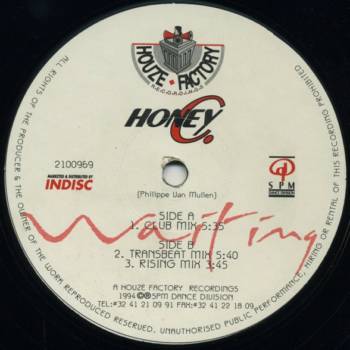 HOUZE FACTORY
RECORDINGS
HONEY C.
2100969
MARKETED & DISTRIBUTED BY
INDISC
SPM
(Philippe Van Mullen)
Waiting
SIDE A
1. CLUB MIX 5:35
SIDE B
2. TRANSBEAT MIX 5:40
3. RISING MIX 3:45
A HOUZE FACTORY RECORDINGS
1994 ©℗ SPM DANCE DIVISION
TEL:*32 41 21 09 91 FAX:*32 41 22 18 09
ALL RIGHTS OF THE PRODUCER & THE OWNER OF THE WORK REPRODUCED RESERVED. UNAUTHORISED PUBLIC PERFORMANCE, HIRING OR RENTAL OF THIS RECORDING PROHIBITED